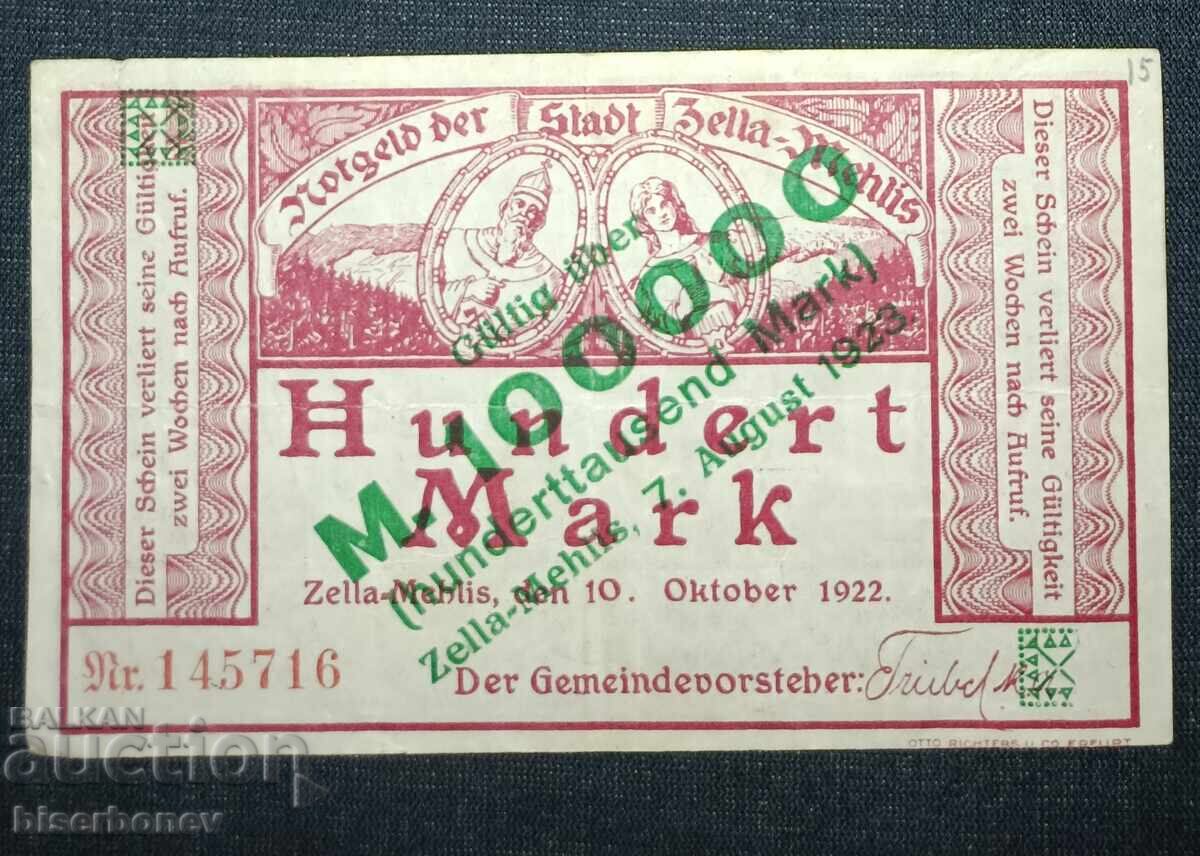 15
Notgeld der Stadt Zella-Mehlis
Dieser Schein verliert seine Gültigkeit
zwei Wochen nach Aufruf.
Dieser Schein verliert seine Gültigkeit
zwei Wochen nach Aufruf.
Gültig über
M. 100000
(Hunderttausend Mark)
Zella-Mehlis, 7. August 1923.
Hundert
Mark
Zella-Mehlis, den 10. Oktober 1922.
Nr. 145716
Der Gemeindevorsteher:
OTTO RICHTERS U. CO. ERFURT
BALKAN
auction
biserbonev